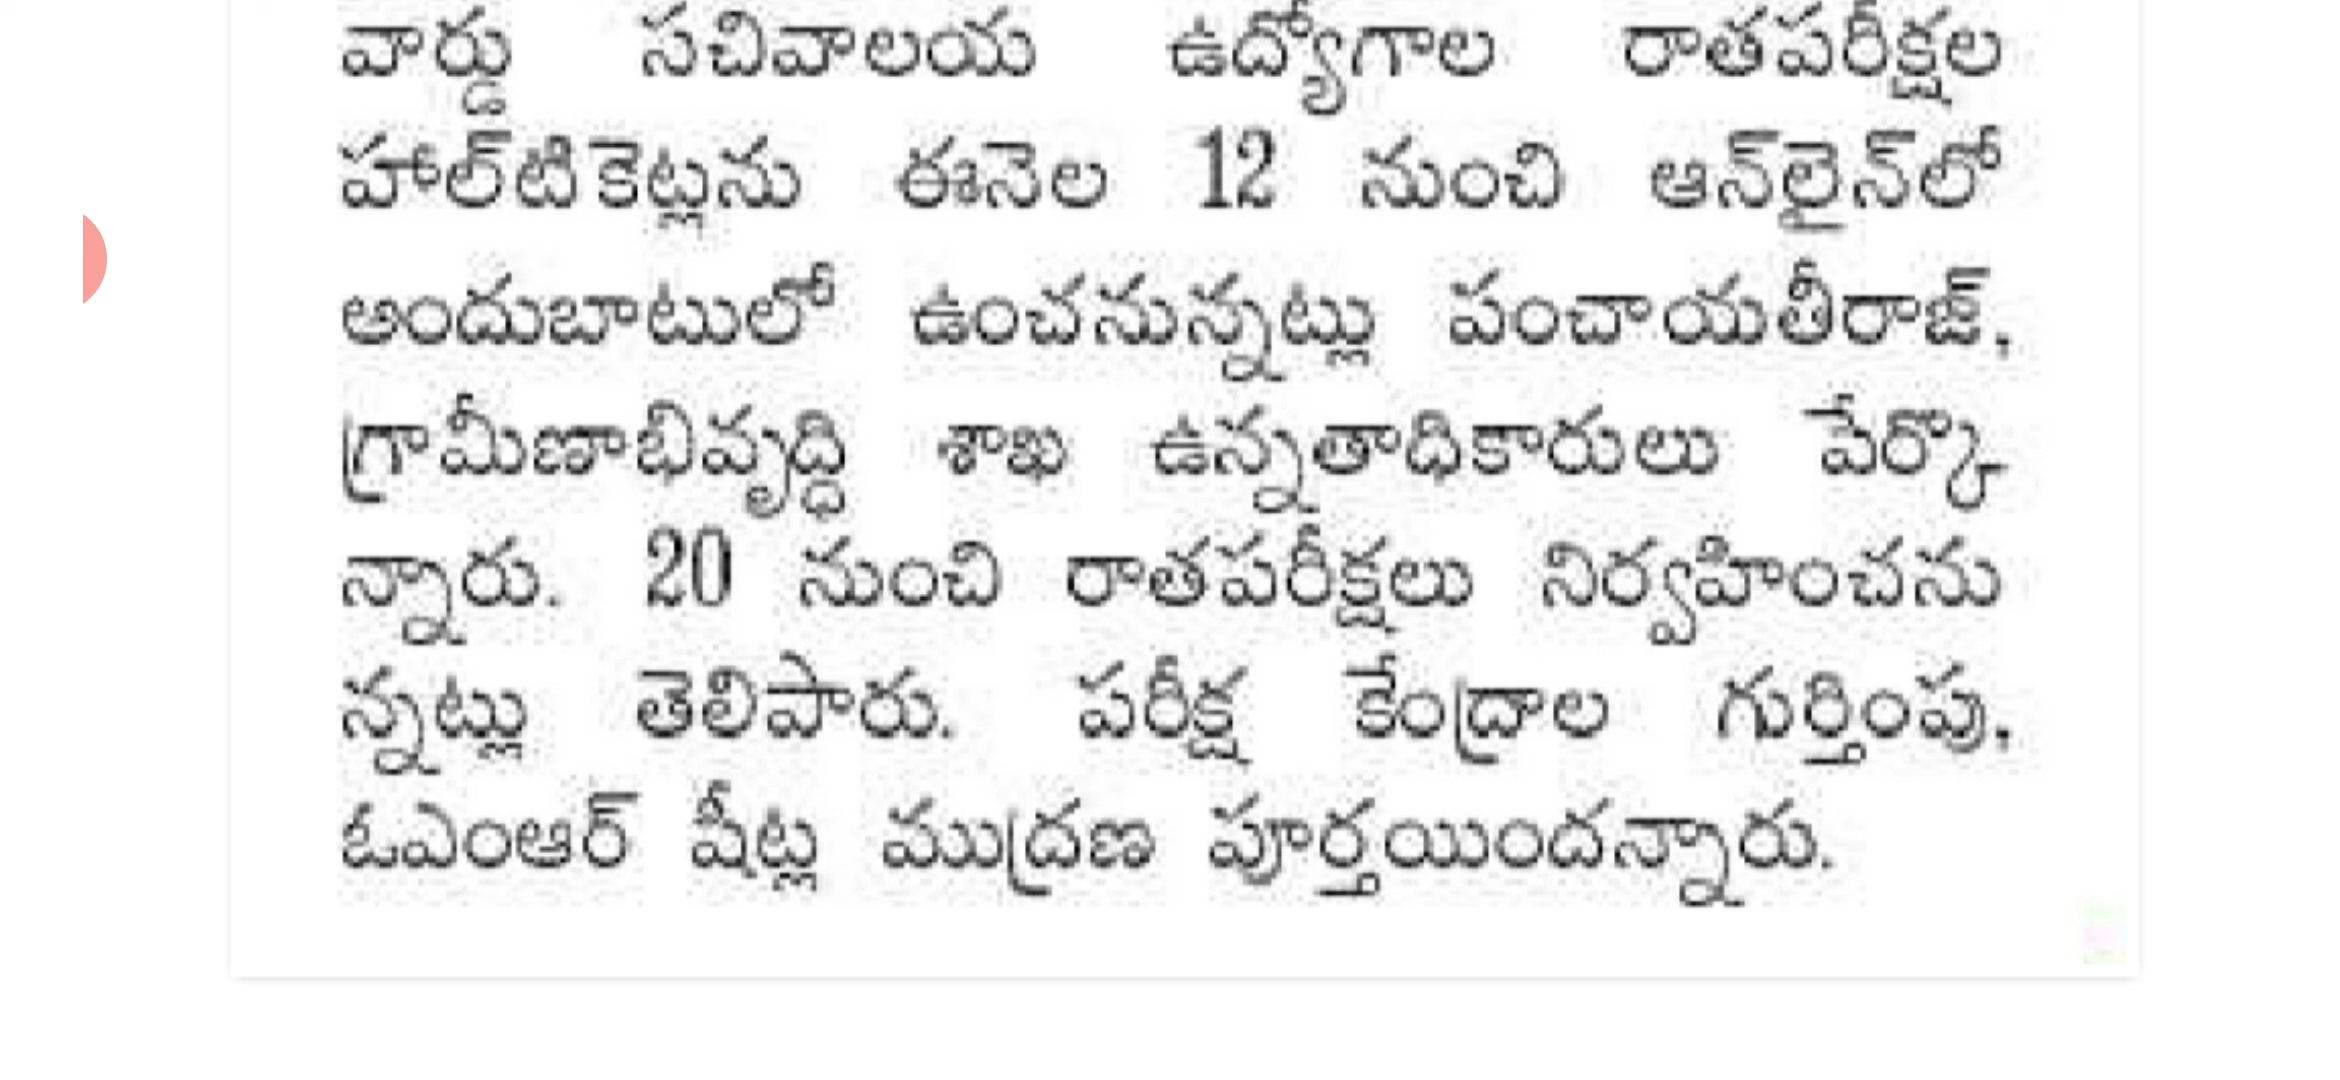 వార్డు సచివాలయ ఉద్యోగాల రాతపరీక్షల
హాల్‌టికెట్లను ఈనెల 12 నుంచి ఆన్‌లైన్‌లో
అందుబాటులో ఉంచనున్నట్లు పంచాయతీరాజ్,
గ్రామీణాభివృద్ధి శాఖ ఉన్నతాధికారులు పేర్కొ
న్నారు. 20 నుంచి రాతపరీక్షలు నిర్వహించను
న్నట్లు తెలిపారు. పరీక్ష కేంద్రాల గుర్తింపు,
ఓఎంఆర్ షీట్ల ముద్రణ పూర్తయిందన్నారు.